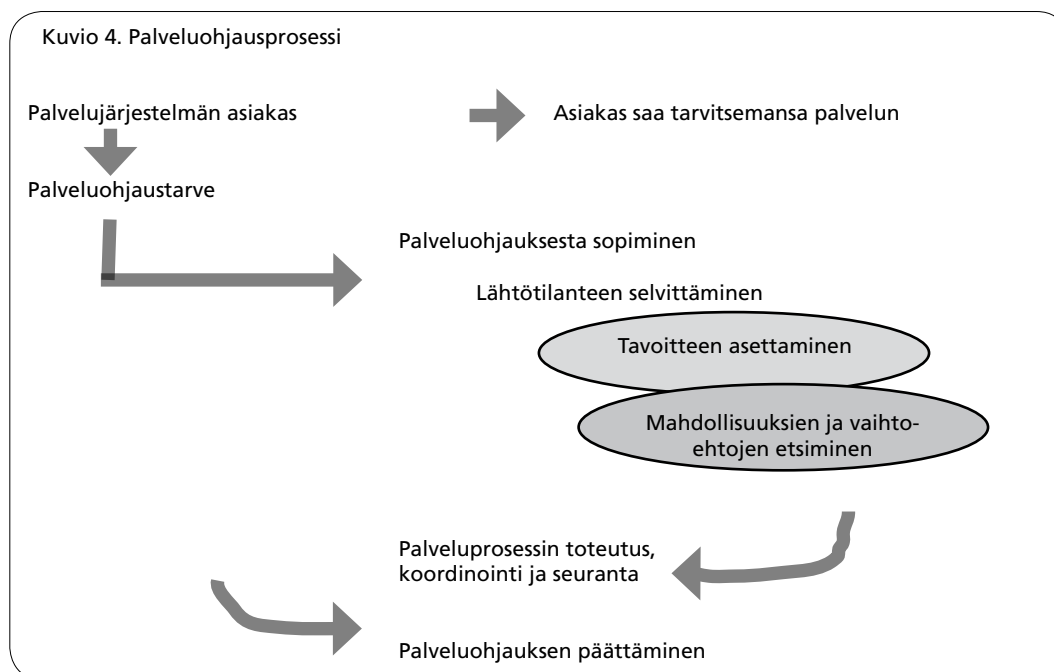 Kuvio 4. Palveluohjausprosessi
Palvelujärjestelmän asiakas
Asiakas saa tarvitsemansa palvelun
Palveluohjaustarve
Palveluohjauksesta sopiminen
Lähtötilanteen selvittäminen
Tavoitteen asettaminen
Mahdollisuuksien ja vaihto-
ehtojen etsiminen
Palveluprosessin toteutus,
koordinointi ja seuranta
Palveluohjauksen päättäminen